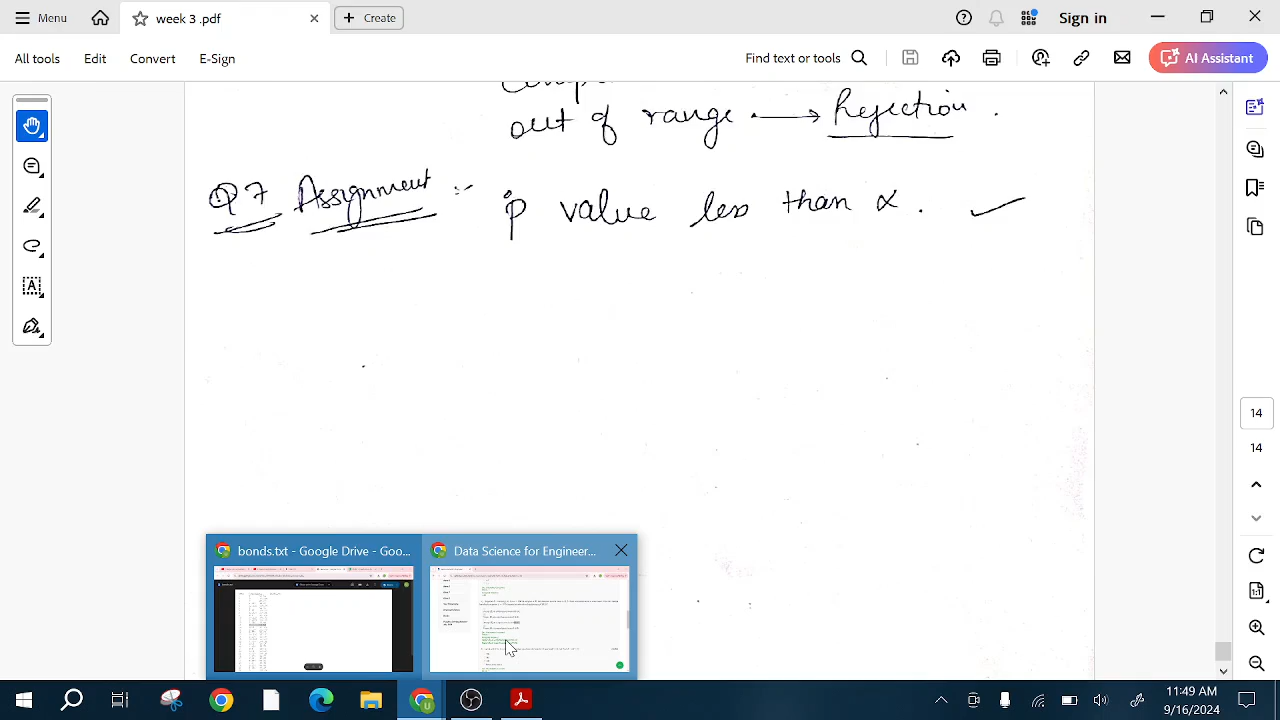 Menu
week 3 .pdf
Create
Sign in
All tools
Edit
Convert
E-Sign
Find text or tools
AI Assistant
out of range → Rejection .
Q7 Assignment :- p value less than α . ✓
14
14
bonds.txt - Google Drive - Goo...
Data Science for Engineer...
11:49 AM
9/16/2024